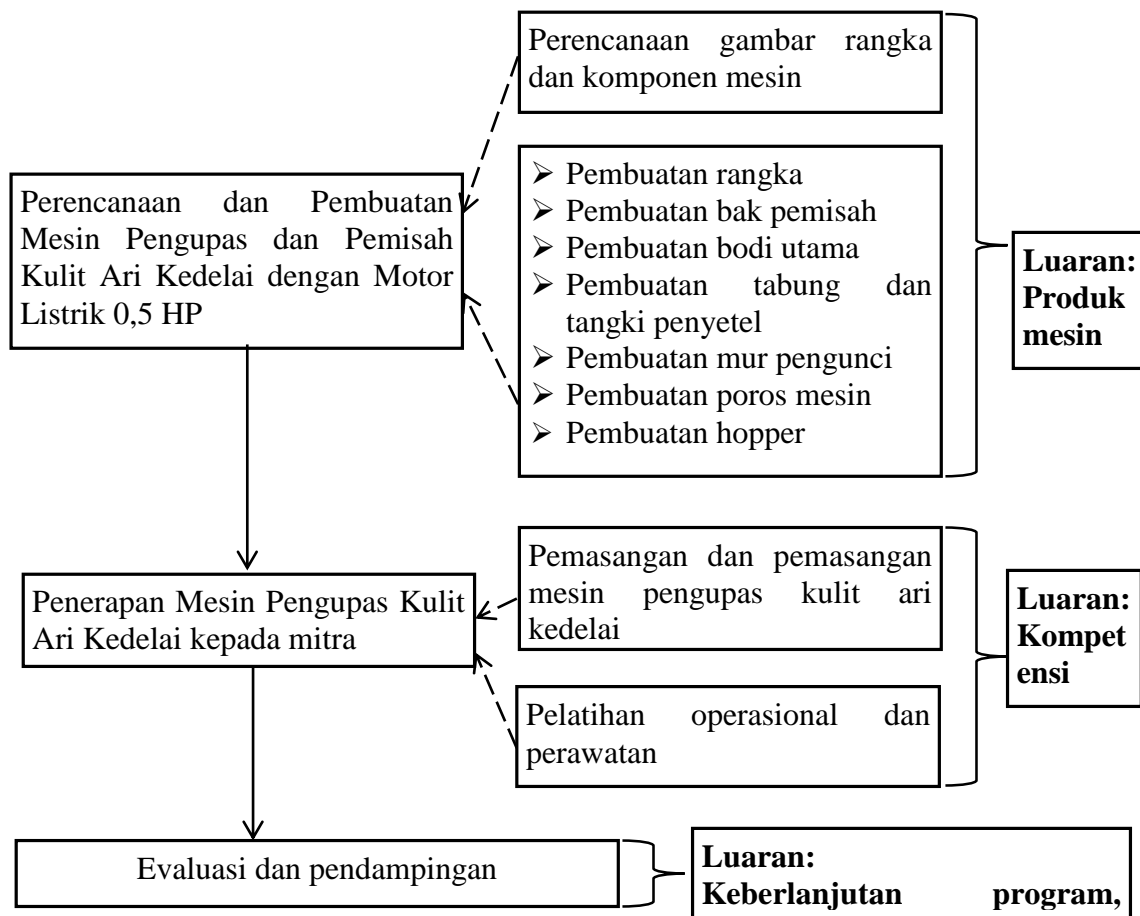 Perencanaan gambar rangka
dan komponen mesin
Perencanaan dan Pembuatan
Mesin Pengupas dan Pemisah
Kulit Ari Kedelai dengan Motor
Listrik 0,5 HP
➢ Pembuatan rangka
➢ Pembuatan bak pemisah
➢ Pembuatan bodi utama
➢ Pembuatan tabung dan
tangki penyetel
➢ Pembuatan mur pengunci
➢ Pembuatan poros mesin
➢ Pembuatan hopper
Luaran:
Produk
mesin
Penerapan Mesin Pengupas Kulit
Ari Kedelai kepada mitra
Pemasangan dan pemasangan
mesin pengupas kulit ari
kedelai
Pelatihan operasional dan
perawatan
Luaran:
Kompet
ensi
Evaluasi dan pendampingan
Luaran:
Keberlanjutan program,